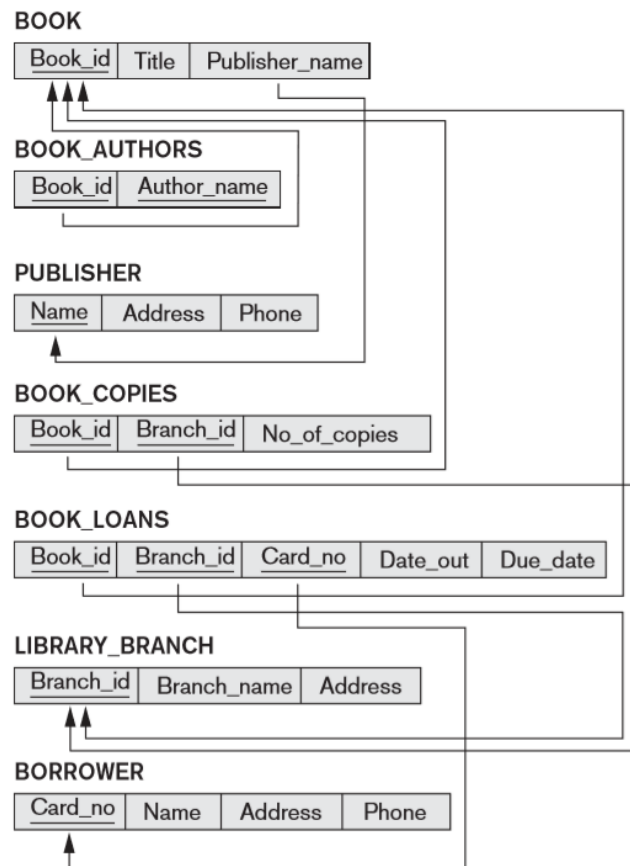 BOOK
Book_id Title Publisher_name
BOOK_AUTHORS
Book_id Author_name
PUBLISHER
Name Address Phone
BOOK_COPIES
Book_id Branch_id No_of_copies
BOOK_LOANS
Book_id Branch_id Card_no Date_out Due_date
LIBRARY_BRANCH
Branch_id Branch_name Address
BORROWER
Card_no Name Address Phone